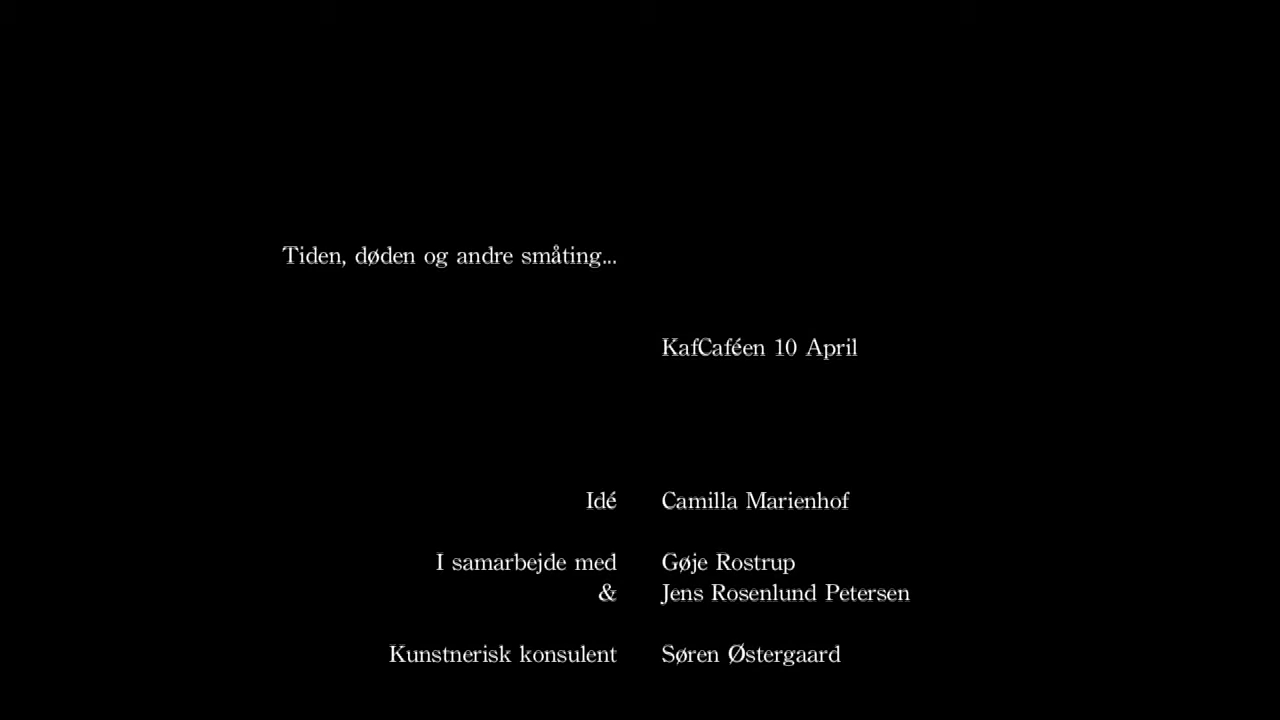 Tiden, døden og andre småting...
KafCaféen 10 April
Idé Camilla Marienhof
I samarbejde med Gøje Rostrup
& Jens Rosenlund Petersen
Kunstnerisk konsulent Søren Østergaard